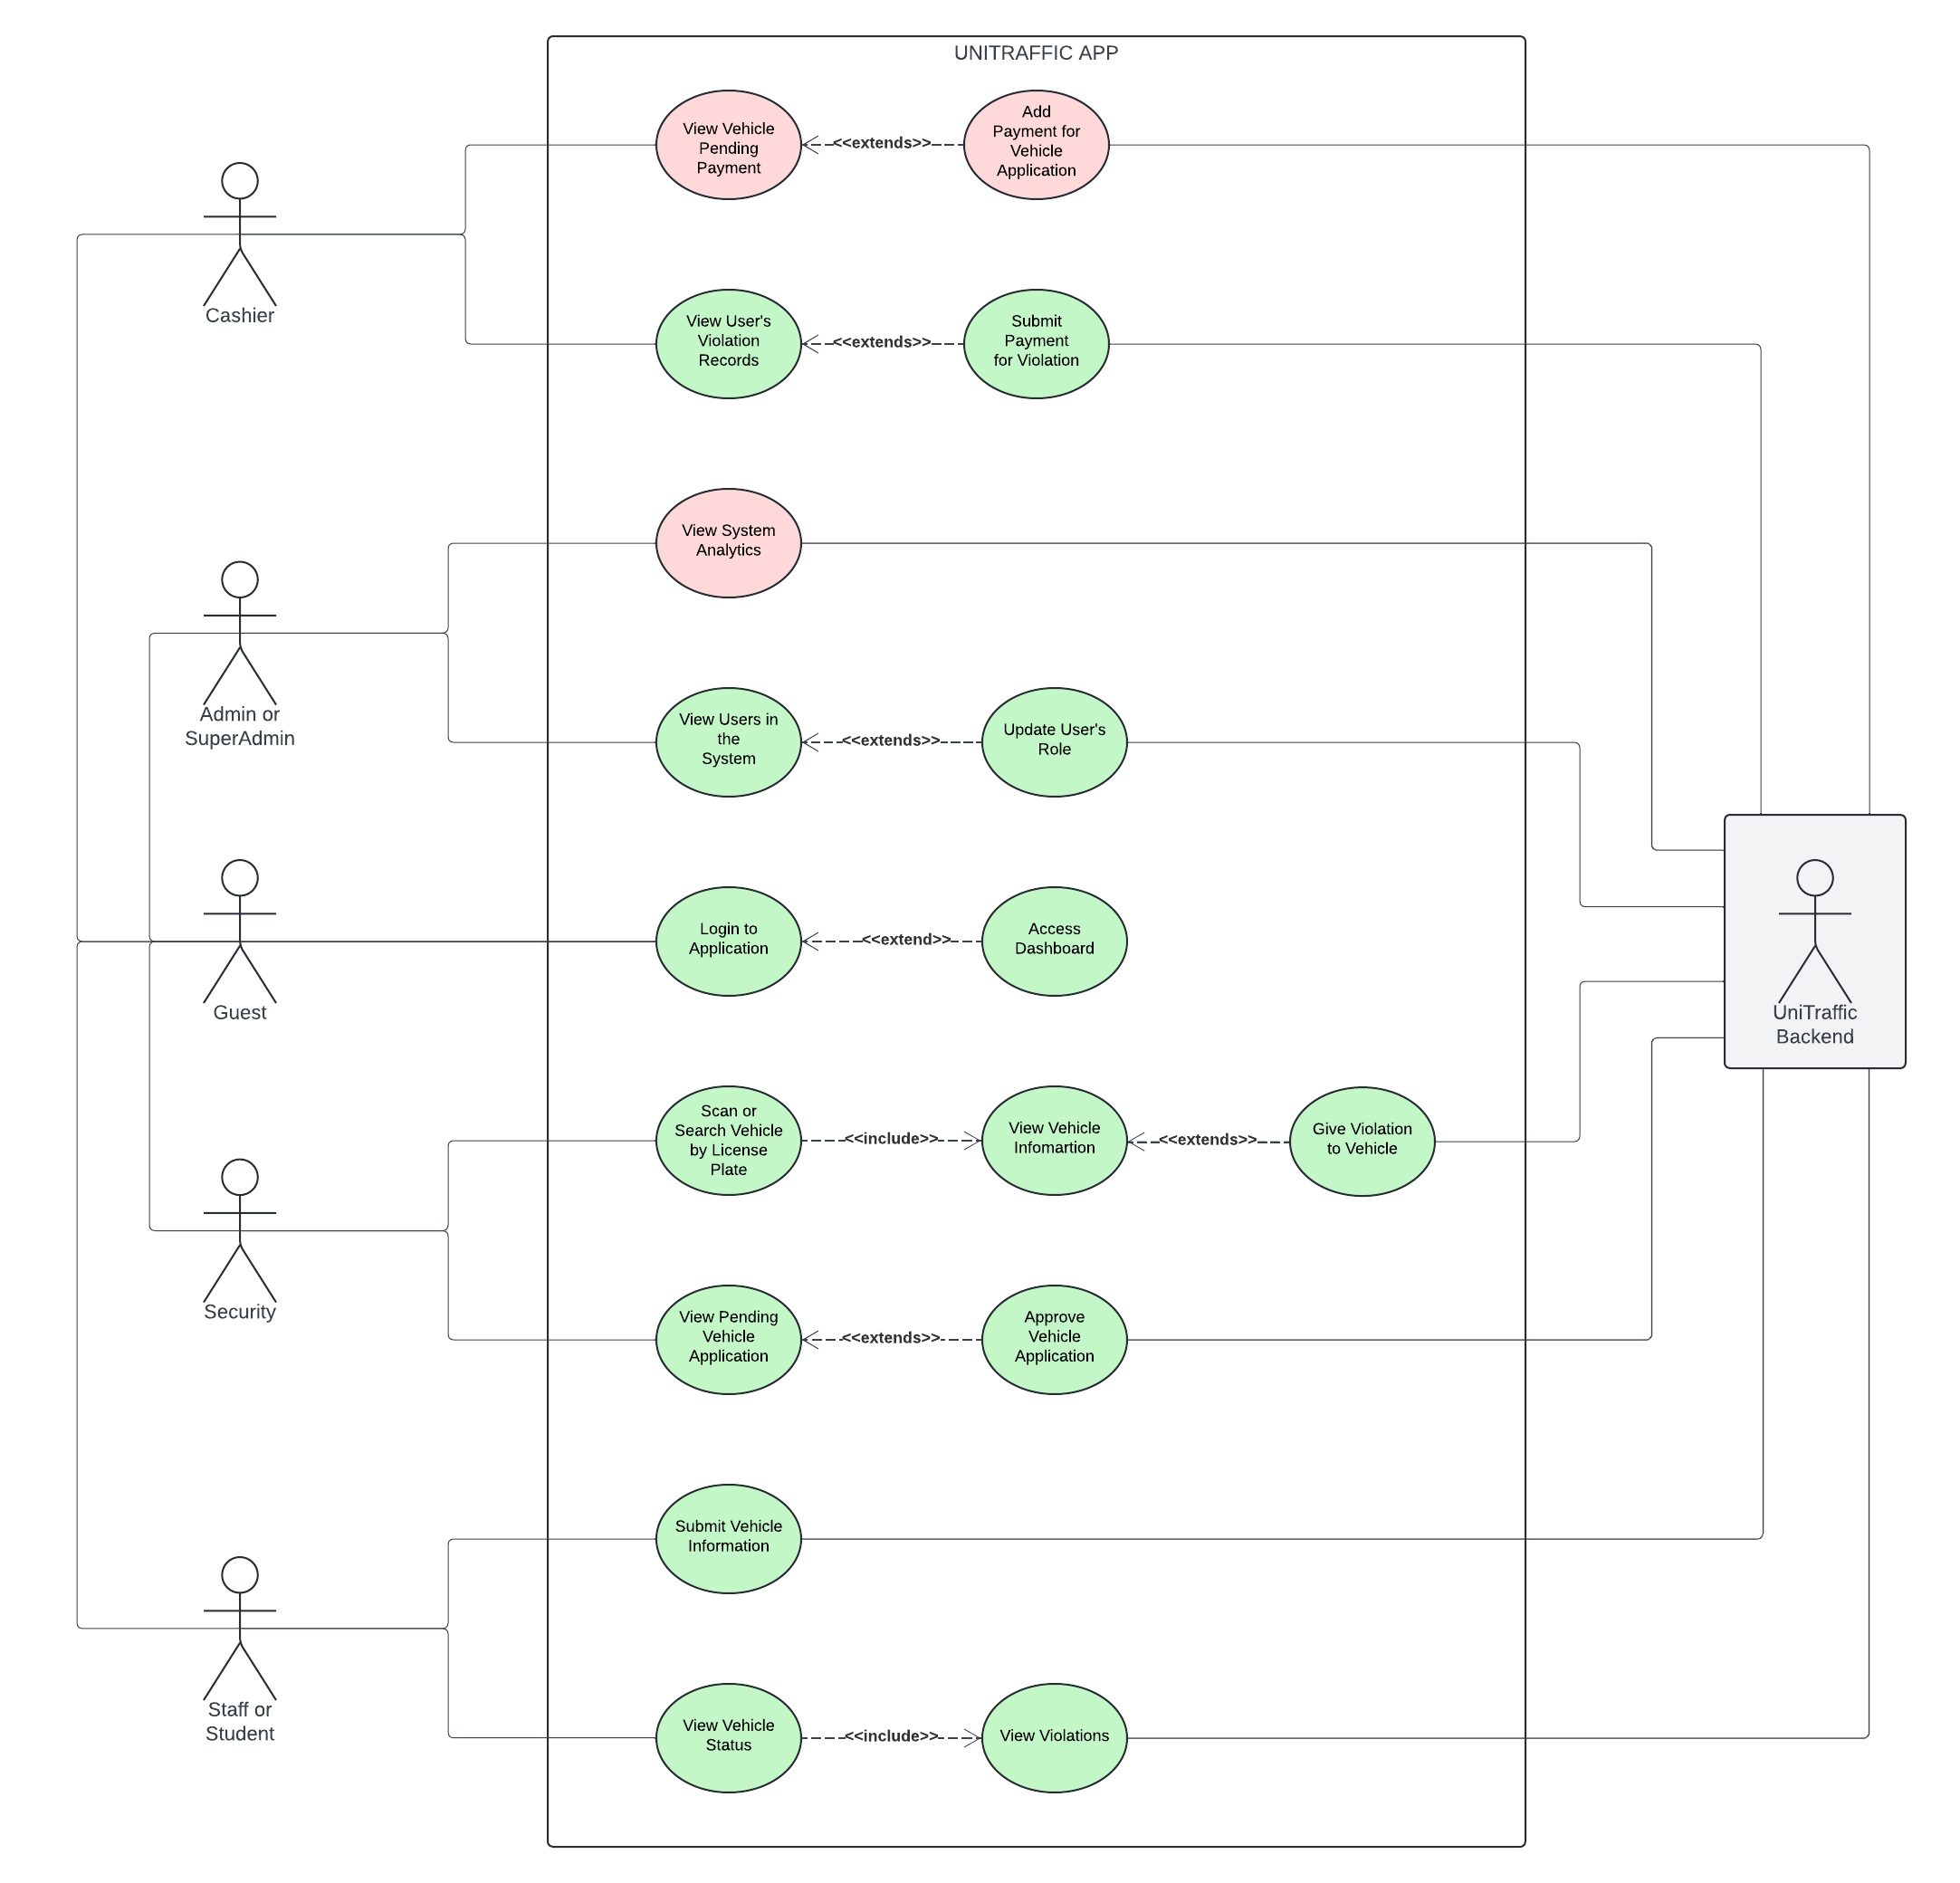 UNITRAFFIC APP
View Vehicle
Pending
Payment
<<extends>>
Add
Payment for
Vehicle
Application
Cashier
View User's
Violation
Records
<<extends>>
Submit
Payment
for Violation
View System
Analytics
Admin or
SuperAdmin
View Users in
the
System
<<extends>>
Update User's
Role
Guest
Login to
Application
<<extend>>
Access
Dashboard
UniTraffic
Backend
Scan or
Search Vehicle
by License
Plate
<<include>>
View Vehicle
Infomartion
<<extends>>
Give Violation
to Vehicle
Security
View Pending
Vehicle
Application
<<extends>>
Approve
Vehicle
Application
Submit Vehicle
Information
Staff or
Student
View Vehicle
Status
<<include>>
View Violations